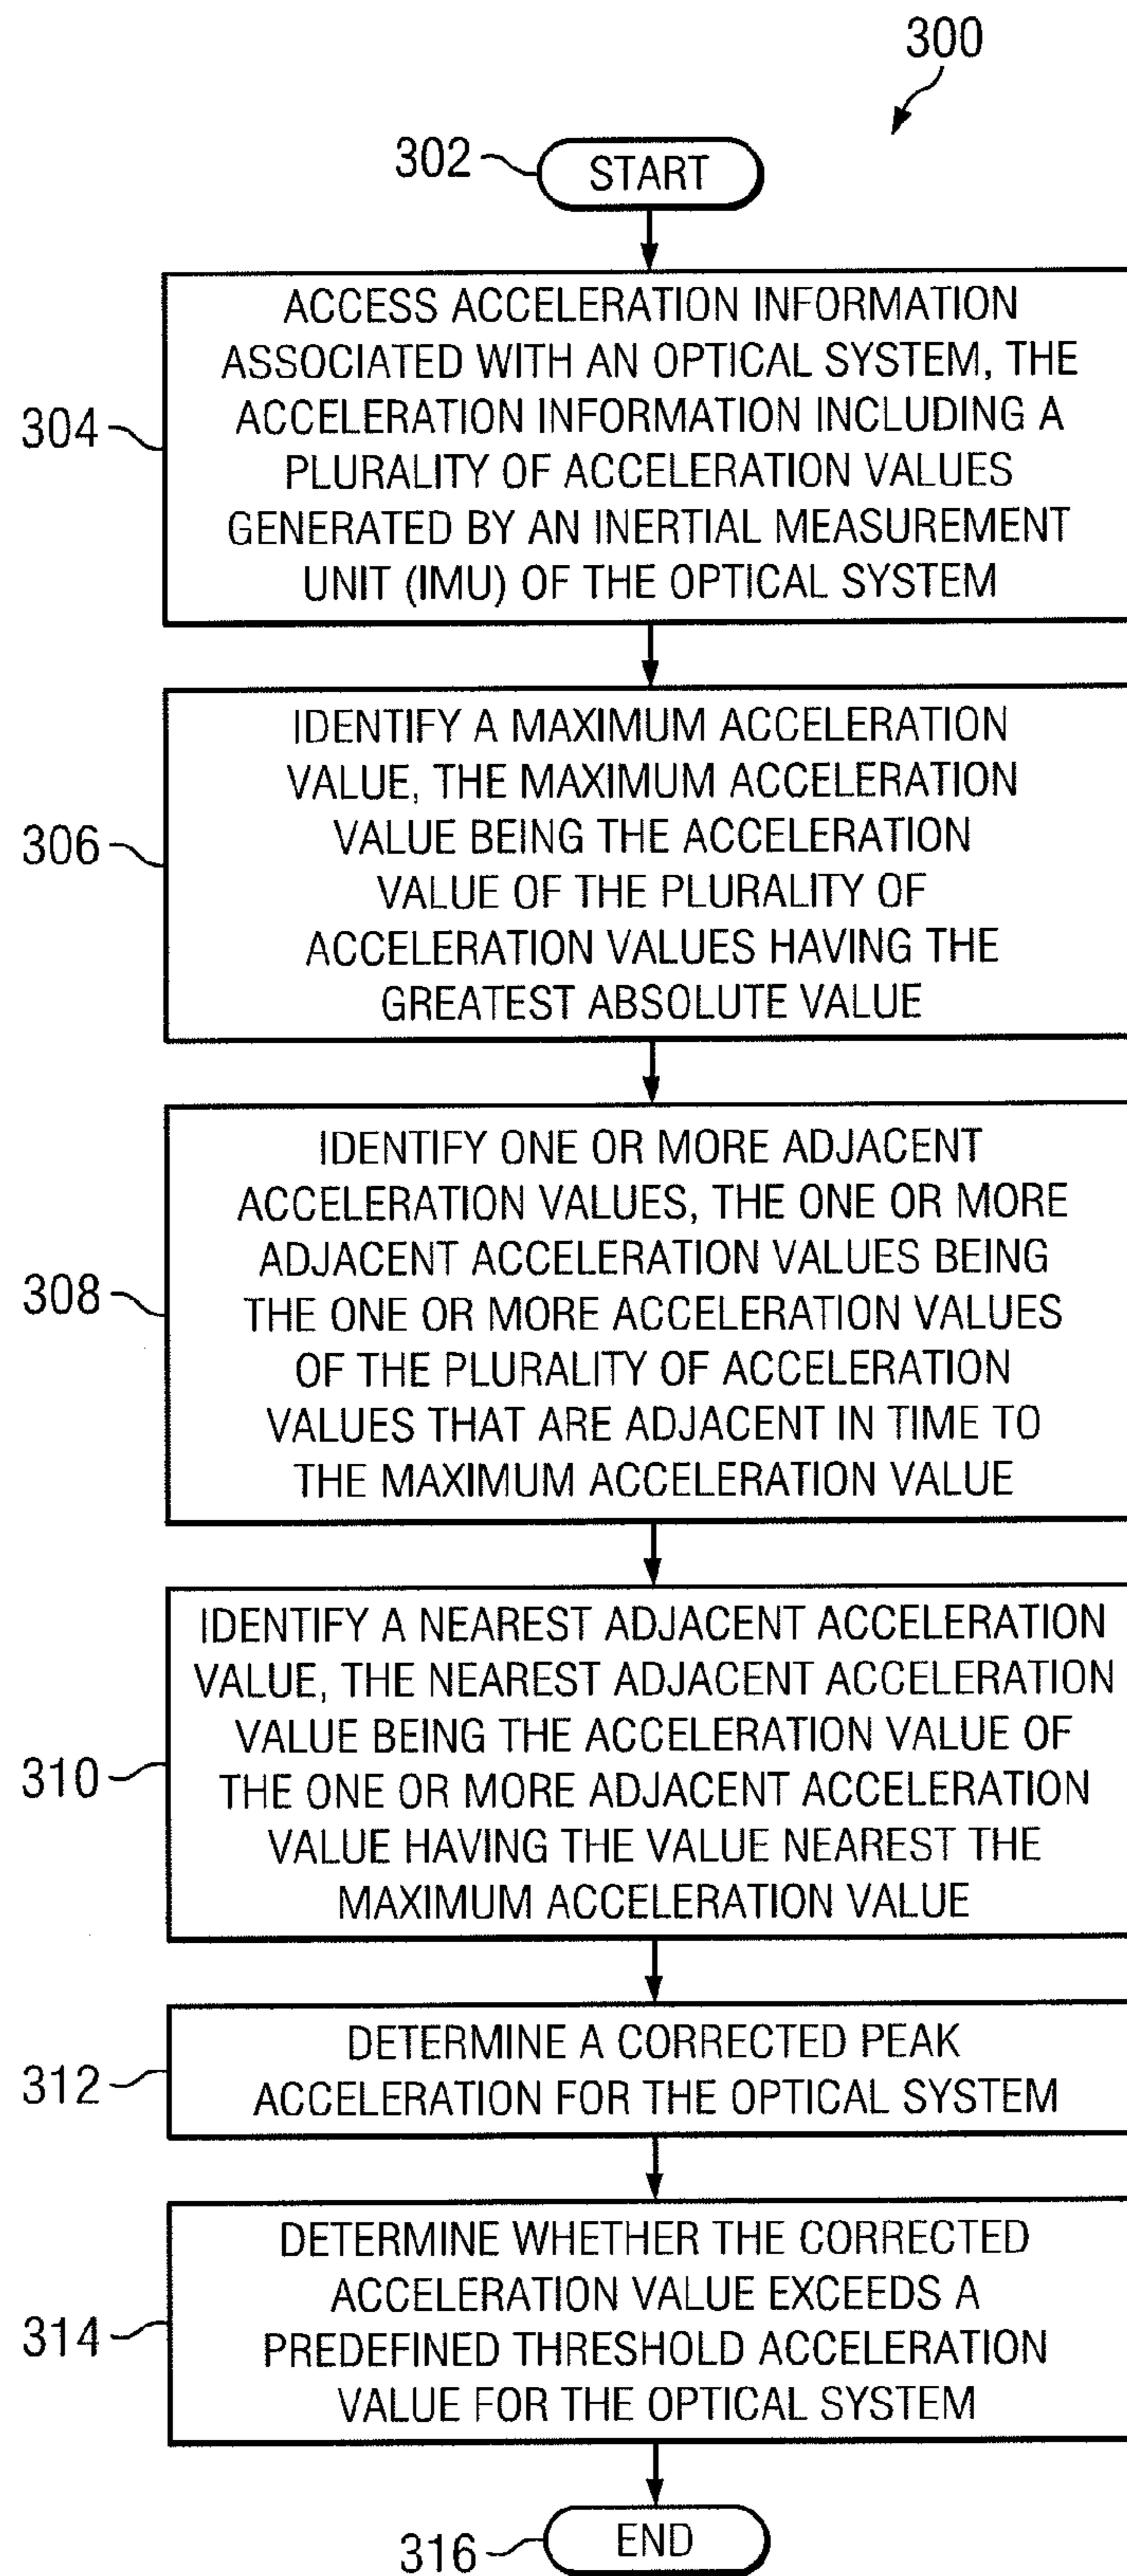 300
302
START
304
ACCESS ACCELERATION INFORMATION
ASSOCIATED WITH AN OPTICAL SYSTEM, THE
ACCELERATION INFORMATION INCLUDING A
PLURALITY OF ACCELERATION VALUES
GENERATED BY AN INERTIAL MEASUREMENT
UNIT (IMU) OF THE OPTICAL SYSTEM
306
IDENTIFY A MAXIMUM ACCELERATION
VALUE, THE MAXIMUM ACCELERATION
VALUE BEING THE ACCELERATION
VALUE OF THE PLURALITY OF
ACCELERATION VALUES HAVING THE
GREATEST ABSOLUTE VALUE
308
IDENTIFY ONE OR MORE ADJACENT
ACCELERATION VALUES, THE ONE OR MORE
ADJACENT ACCELERATION VALUES BEING
THE ONE OR MORE ACCELERATION VALUES
OF THE PLURALITY OF ACCELERATION
VALUES THAT ARE ADJACENT IN TIME TO
THE MAXIMUM ACCELERATION VALUE
310
IDENTIFY A NEAREST ADJACENT ACCELERATION
VALUE, THE NEAREST ADJACENT ACCELERATION
VALUE BEING THE ACCELERATION VALUE OF
THE ONE OR MORE ADJACENT ACCELERATION
VALUE HAVING THE VALUE NEAREST THE
MAXIMUM ACCELERATION VALUE
312
DETERMINE A CORRECTED PEAK
ACCELERATION FOR THE OPTICAL SYSTEM
314
DETERMINE WHETHER THE CORRECTED
ACCELERATION VALUE EXCEEDS A
PREDEFINED THRESHOLD ACCELERATION
VALUE FOR THE OPTICAL SYSTEM
316
END